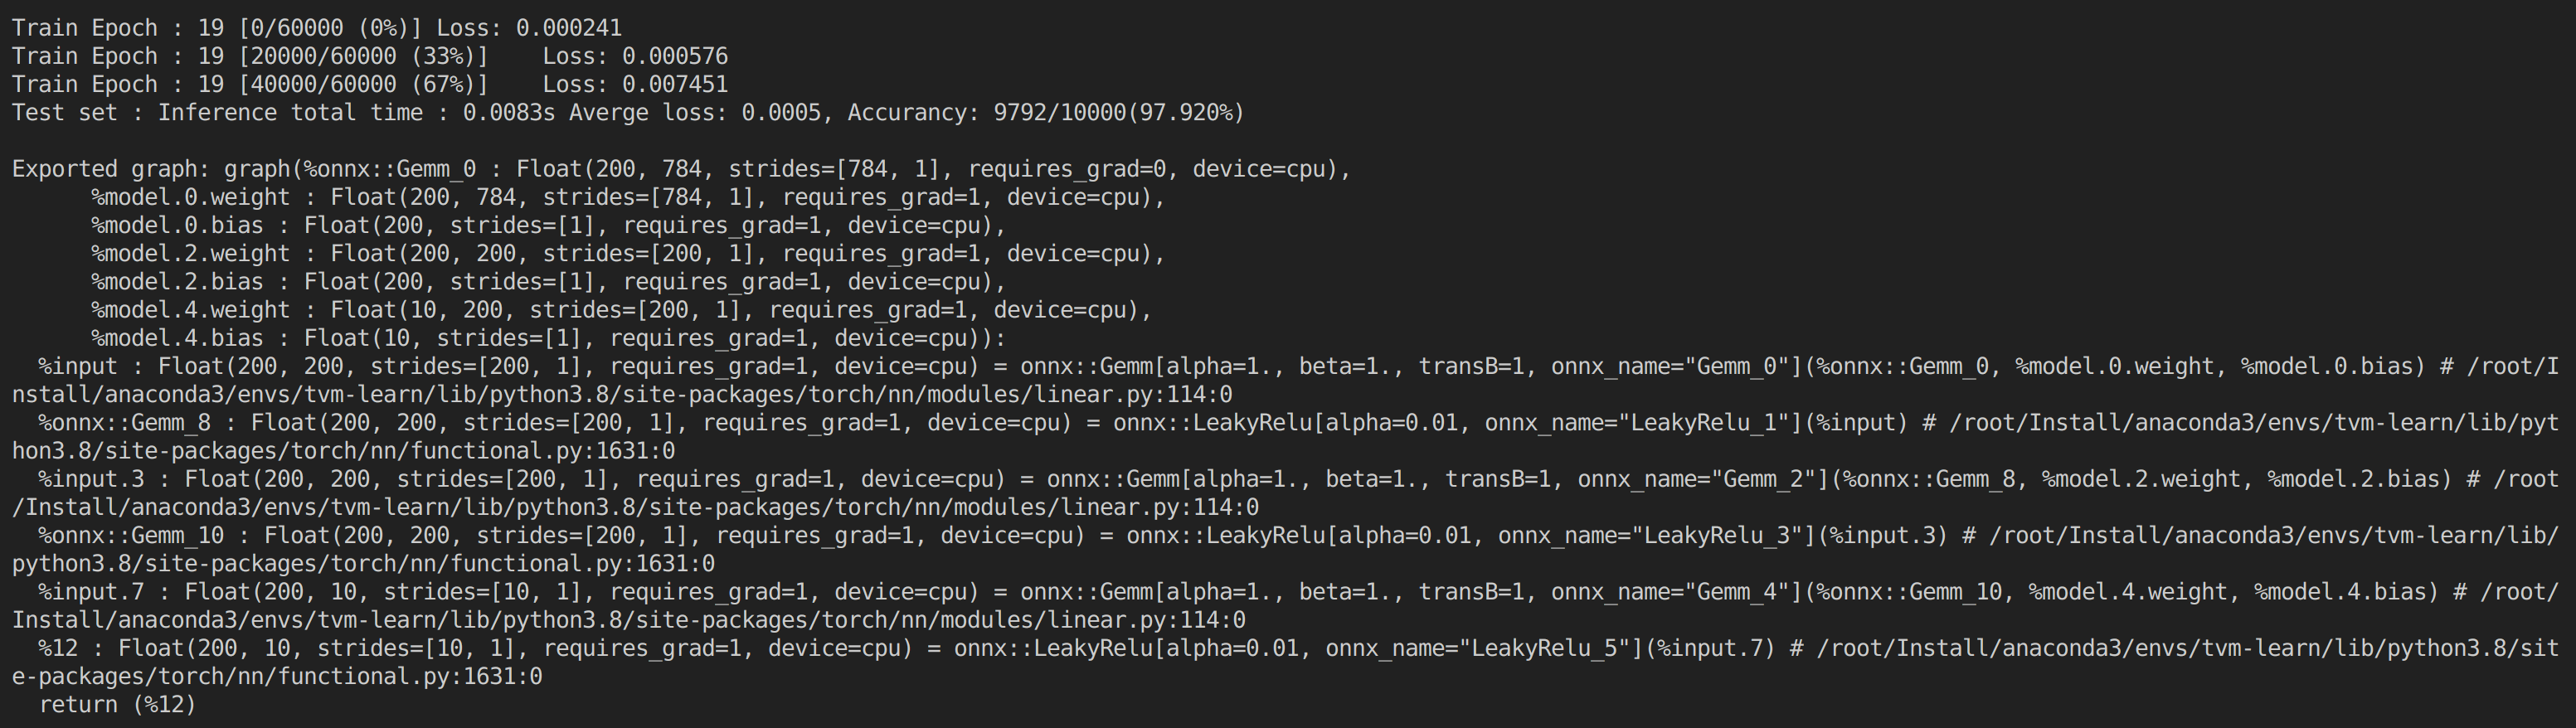 Train Epoch : 19 [0/60000 (0%)] Loss: 0.000241
Train Epoch : 19 [20000/60000 (33%)]    Loss: 0.000576
Train Epoch : 19 [40000/60000 (67%)]    Loss: 0.007451
Test set : Inference total time : 0.0083s Averge loss: 0.0005, Accurancy: 9792/10000(97.920%)

Exported graph: graph(%onnx::Gemm_0 : Float(200, 784, strides=[784, 1], requires_grad=0, device=cpu),
      %model.0.weight : Float(200, 784, strides=[784, 1], requires_grad=1, device=cpu),
      %model.0.bias : Float(200, strides=[1], requires_grad=1, device=cpu),
      %model.2.weight : Float(200, 200, strides=[200, 1], requires_grad=1, device=cpu),
      %model.2.bias : Float(200, strides=[1], requires_grad=1, device=cpu),
      %model.4.weight : Float(10, 200, strides=[200, 1], requires_grad=1, device=cpu),
      %model.4.bias : Float(10, strides=[1], requires_grad=1, device=cpu)):
  %input : Float(200, 200, strides=[200, 1], requires_grad=1, device=cpu) = onnx::Gemm[alpha=1., beta=1., transB=1, onnx_name="Gemm_0"](%onnx::Gemm_0, %model.0.weight, %model.0.bias) # /root/I
nstall/anaconda3/envs/tvm-learn/lib/python3.8/site-packages/torch/nn/modules/linear.py:114:0
  %onnx::Gemm_8 : Float(200, 200, strides=[200, 1], requires_grad=1, device=cpu) = onnx::LeakyRelu[alpha=0.01, onnx_name="LeakyRelu_1"](%input) # /root/Install/anaconda3/envs/tvm-learn/lib/pyt
hon3.8/site-packages/torch/nn/functional.py:1631:0
  %input.3 : Float(200, 200, strides=[200, 1], requires_grad=1, device=cpu) = onnx::Gemm[alpha=1., beta=1., transB=1, onnx_name="Gemm_2"](%onnx::Gemm_8, %model.2.weight, %model.2.bias) # /root
/Install/anaconda3/envs/tvm-learn/lib/python3.8/site-packages/torch/nn/modules/linear.py:114:0
  %onnx::Gemm_10 : Float(200, 200, strides=[200, 1], requires_grad=1, device=cpu) = onnx::LeakyRelu[alpha=0.01, onnx_name="LeakyRelu_3"](%input.3) # /root/Install/anaconda3/envs/tvm-learn/lib/
python3.8/site-packages/torch/nn/functional.py:1631:0
  %input.7 : Float(200, 10, strides=[10, 1], requires_grad=1, device=cpu) = onnx::Gemm[alpha=1., beta=1., transB=1, onnx_name="Gemm_4"](%onnx::Gemm_10, %model.4.weight, %model.4.bias) # /root/
Install/anaconda3/envs/tvm-learn/lib/python3.8/site-packages/torch/nn/modules/linear.py:114:0
  %12 : Float(200, 10, strides=[10, 1], requires_grad=1, device=cpu) = onnx::LeakyRelu[alpha=0.01, onnx_name="LeakyRelu_5"](%input.7) # /root/Install/anaconda3/envs/tvm-learn/lib/python3.8/sit
e-packages/torch/nn/functional.py:1631:0
  return (%12)